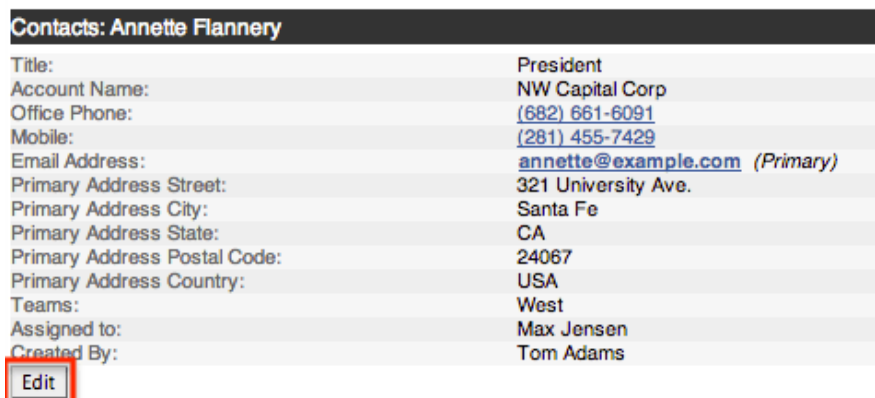 Contacts: Annette Flannery
Title: President
Account Name: NW Capital Corp
Office Phone: (682) 661-6091
Mobile: (281) 455-7429
Email Address: annette@example.com (Primary)
Primary Address Street: 321 University Ave.
Primary Address City: Santa Fe
Primary Address State: CA
Primary Address Postal Code: 24067
Primary Address Country: USA
Teams: West
Assigned to: Max Jensen
Created By: Tom Adams
Edit